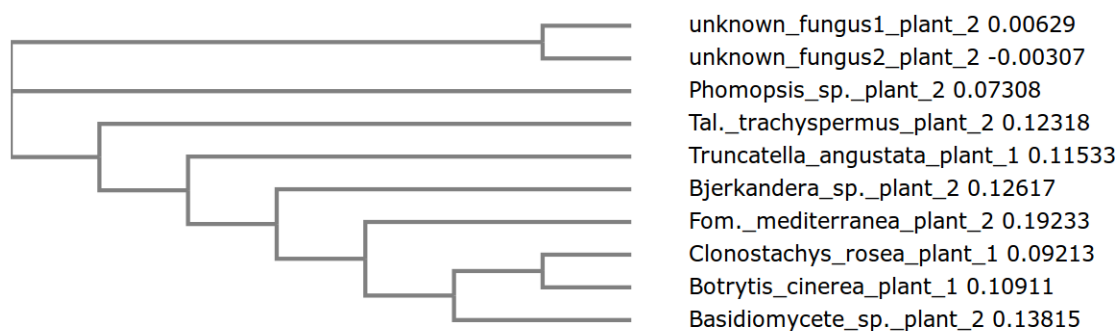 unknown_fungus1_plant_2 0.00629
unknown_fungus2_plant_2 -0.00307
Phomopsis_sp._plant_2 0.07308
Tal._trachyspermus_plant_2 0.12318
Truncatella_angustata_plant_1 0.11533
Bjerkandera_sp._plant_2 0.12617
Fom._mediterranea_plant_2 0.19233
Clonostachys_rosea_plant_1 0.09213
Botrytis_cinerea_plant_1 0.10911
Basidiomycete_sp._plant_2 0.13815